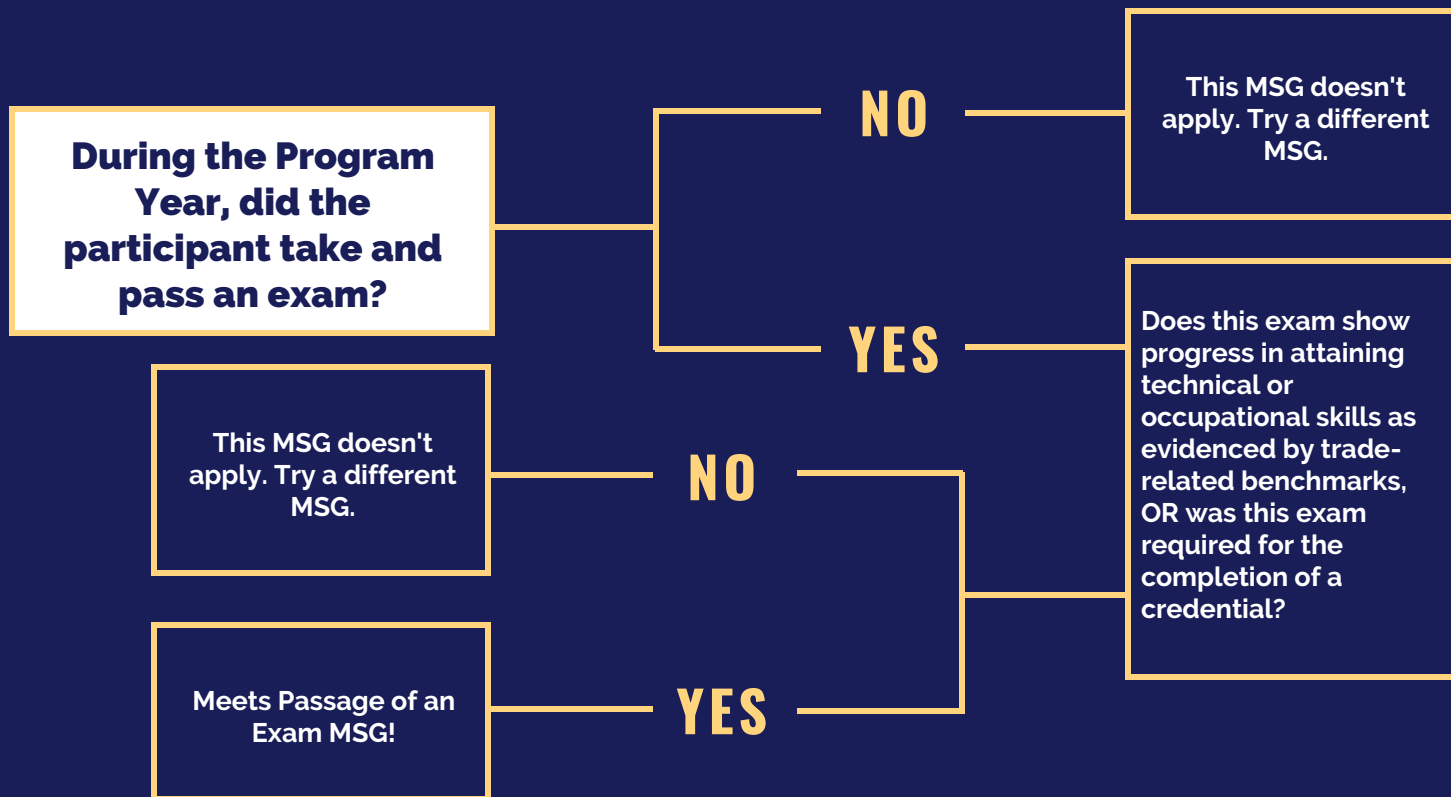 During the Program
Year, did the
participant take and
pass an exam?
NO
This MSG doesn't
apply. Try a different
MSG.
YES
Does this exam show
progress in attaining
technical or
occupational skills as
evidenced by trade-
related benchmarks,
OR was this exam
required for the
completion of a
credential?
NO
This MSG doesn't
apply. Try a different
MSG.
YES
Meets Passage of an
Exam MSG!